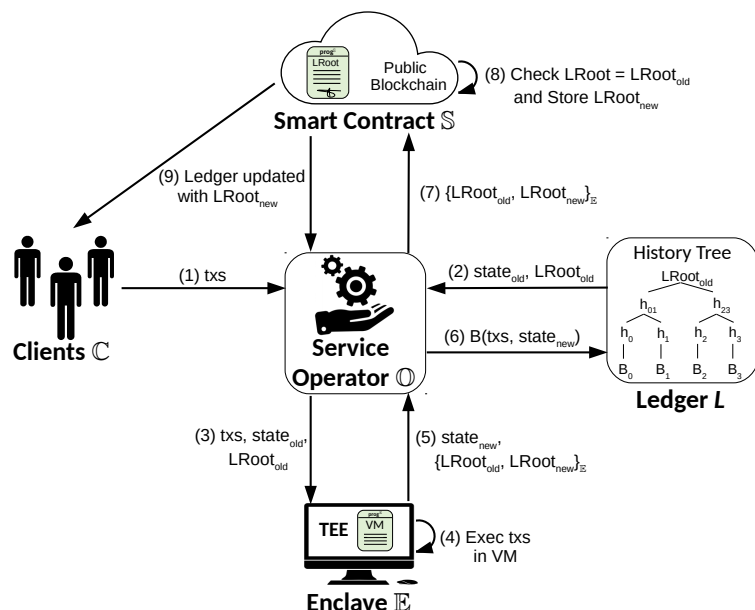 prog
LRoot
Public
Blockchain
(8) Check LRoot = LRoot_old
and Store LRoot_new
Smart Contract 𝕊
(9) Ledger updated
with LRoot_new
(7) {LRoot_old, LRoot_new}_𝔼
(1) txs
(2) state_old, LRoot_old
History Tree
LRoot_old
h_01 h_23
h_0 h_1 h_2 h_3
B_0 B_1 B_2 B_3
Ledger L
Clients ℂ
Service
Operator 𝕆
(6) B(txs, state_new)
(3) txs, state_old,
LRoot_old
(5) state_new,
{LRoot_old, LRoot_new}_𝔼
TEE
prog
VM
(4) Exec txs
in VM
Enclave 𝔼